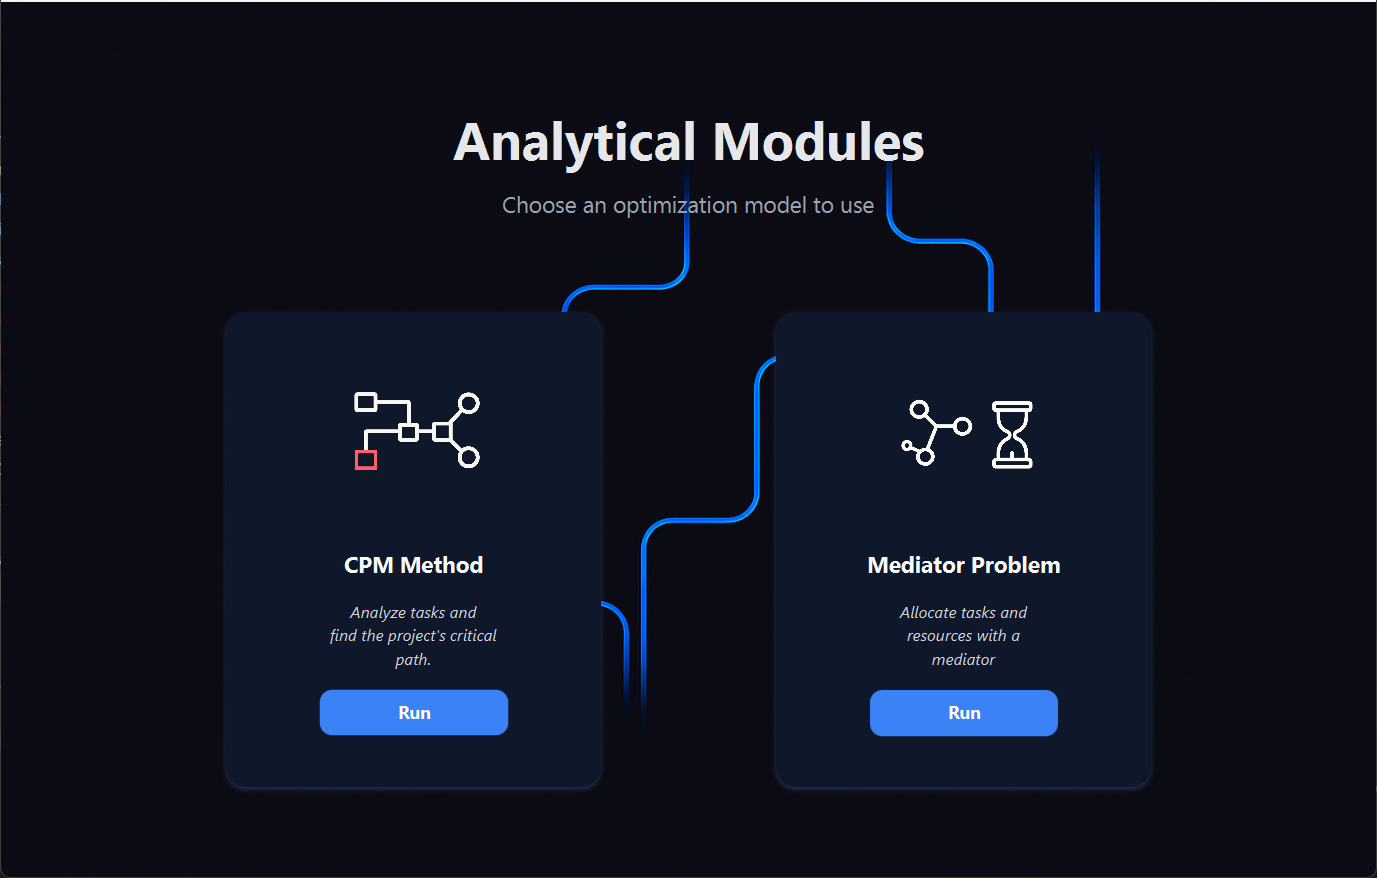 Analytical Modules
Choose an optimization model to use
CPM Method
Analyze tasks and
find the project's critical
path.
Run
Mediator Problem
Allocate tasks and
resources with a
mediator
Run